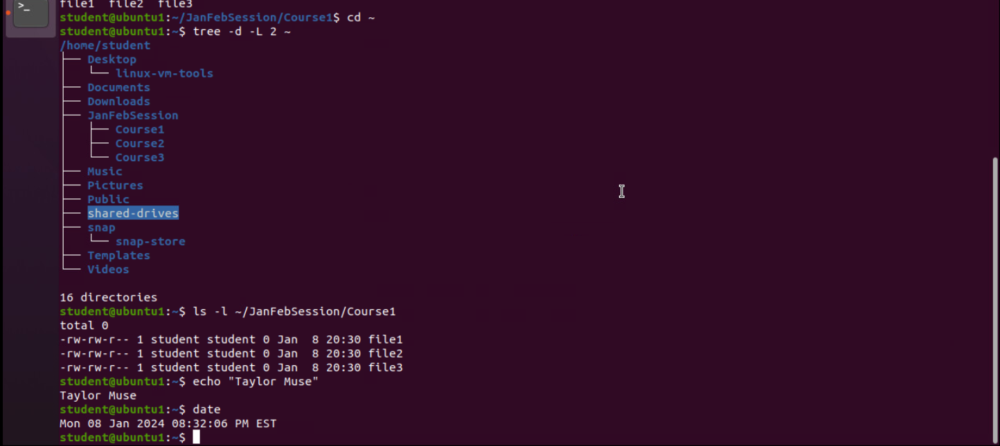 >_
file1  file2  file3
student@ubuntu1:~/JanFebSession/Course1$ cd ~
student@ubuntu1:~$ tree -d -L 2 ~
/home/student
├── Desktop
│   └── linux-vm-tools
├── Documents
├── Downloads
├── JanFebSession
│   ├── Course1
│   ├── Course2
│   └── Course3
├── Music
├── Pictures
├── Public
├── shared-drives
├── snap
│   └── snap-store
├── Templates
└── Videos

16 directories
student@ubuntu1:~$ ls -l ~/JanFebSession/Course1
total 0
-rw-rw-r-- 1 student student 0 Jan  8 20:30 file1
-rw-rw-r-- 1 student student 0 Jan  8 20:30 file2
-rw-rw-r-- 1 student student 0 Jan  8 20:30 file3
student@ubuntu1:~$ echo "Taylor Muse"
Taylor Muse
student@ubuntu1:~$ date
Mon 08 Jan 2024 08:32:06 PM EST
student@ubuntu1:~$